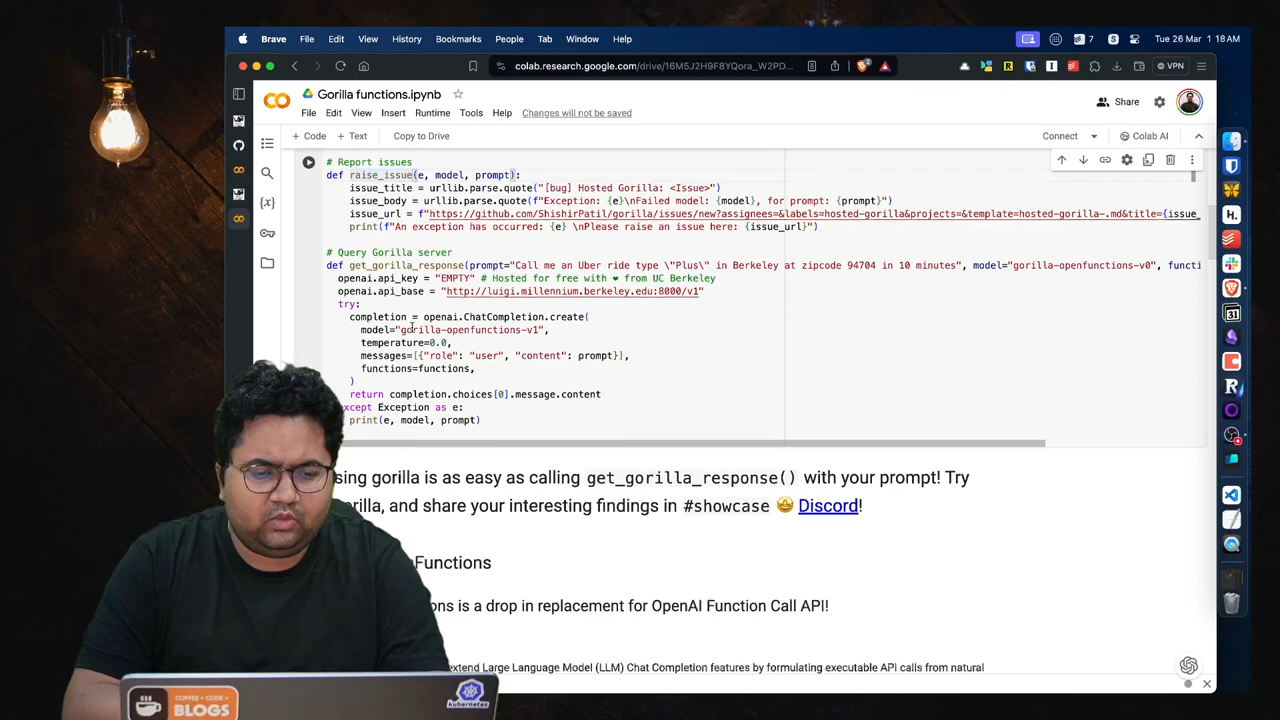 Brave File Edit View History Bookmarks People Tab Window Help
7
S
Tue 26 Mar 1 18 AM
colab.research.google.com/drive/16M5J2H9F8YQora_W2PD...
VPN
Gorilla functions.ipynb
File Edit View Insert Runtime Tools Help Changes will not be saved
Share
+ Code + Text Copy to Drive
Connect
Colab AI
# Report issues
def raise_issue(e, model, prompt):
issue_title = urllib.parse.quote("[bug] Hosted Gorilla: <Issue>")
issue_body = urllib.parse.quote(f"Exception: {e}\nFailed model: {model}, for prompt: {prompt}")
issue_url = f"https://github.com/ShishirPatil/gorilla/issues/new?assignees=&labels=hosted-gorilla&projects=&template=hosted-gorilla-.md&title={issue_
print(f"An exception has occurred: {e} \nPlease raise an issue here: {issue_url}")
# Query Gorilla server
def get_gorilla_response(prompt="Call me an Uber ride type \"Plus\" in Berkeley at zipcode 94704 in 10 minutes", model="gorilla-openfunctions-v0", functi
openai.api_key = "EMPTY" # Hosted for free with ❤ from UC Berkeley
openai.api_base = "http://luigi.millennium.berkeley.edu:8000/v1"
try:
completion = openai.ChatCompletion.create(
model="gorilla-openfunctions-v1",
temperature=0.0,
messages=[{"role": "user", "content": prompt}],
functions=functions,
)
return completion.choices[0].message.content
except Exception as e:
print(e, model, prompt)
sing gorilla is as easy as calling get_gorilla_response() with your prompt! Try
rilla, and share your interesting findings in #showcase 🤩 Discord!
Functions
ons is a drop in replacement for OpenAI Function Call API!
extend Large Language Model (LLM) Chat Completion features by formulating executable API calls from natural
COFFEE + CODE +
BLOGS
kubernetes